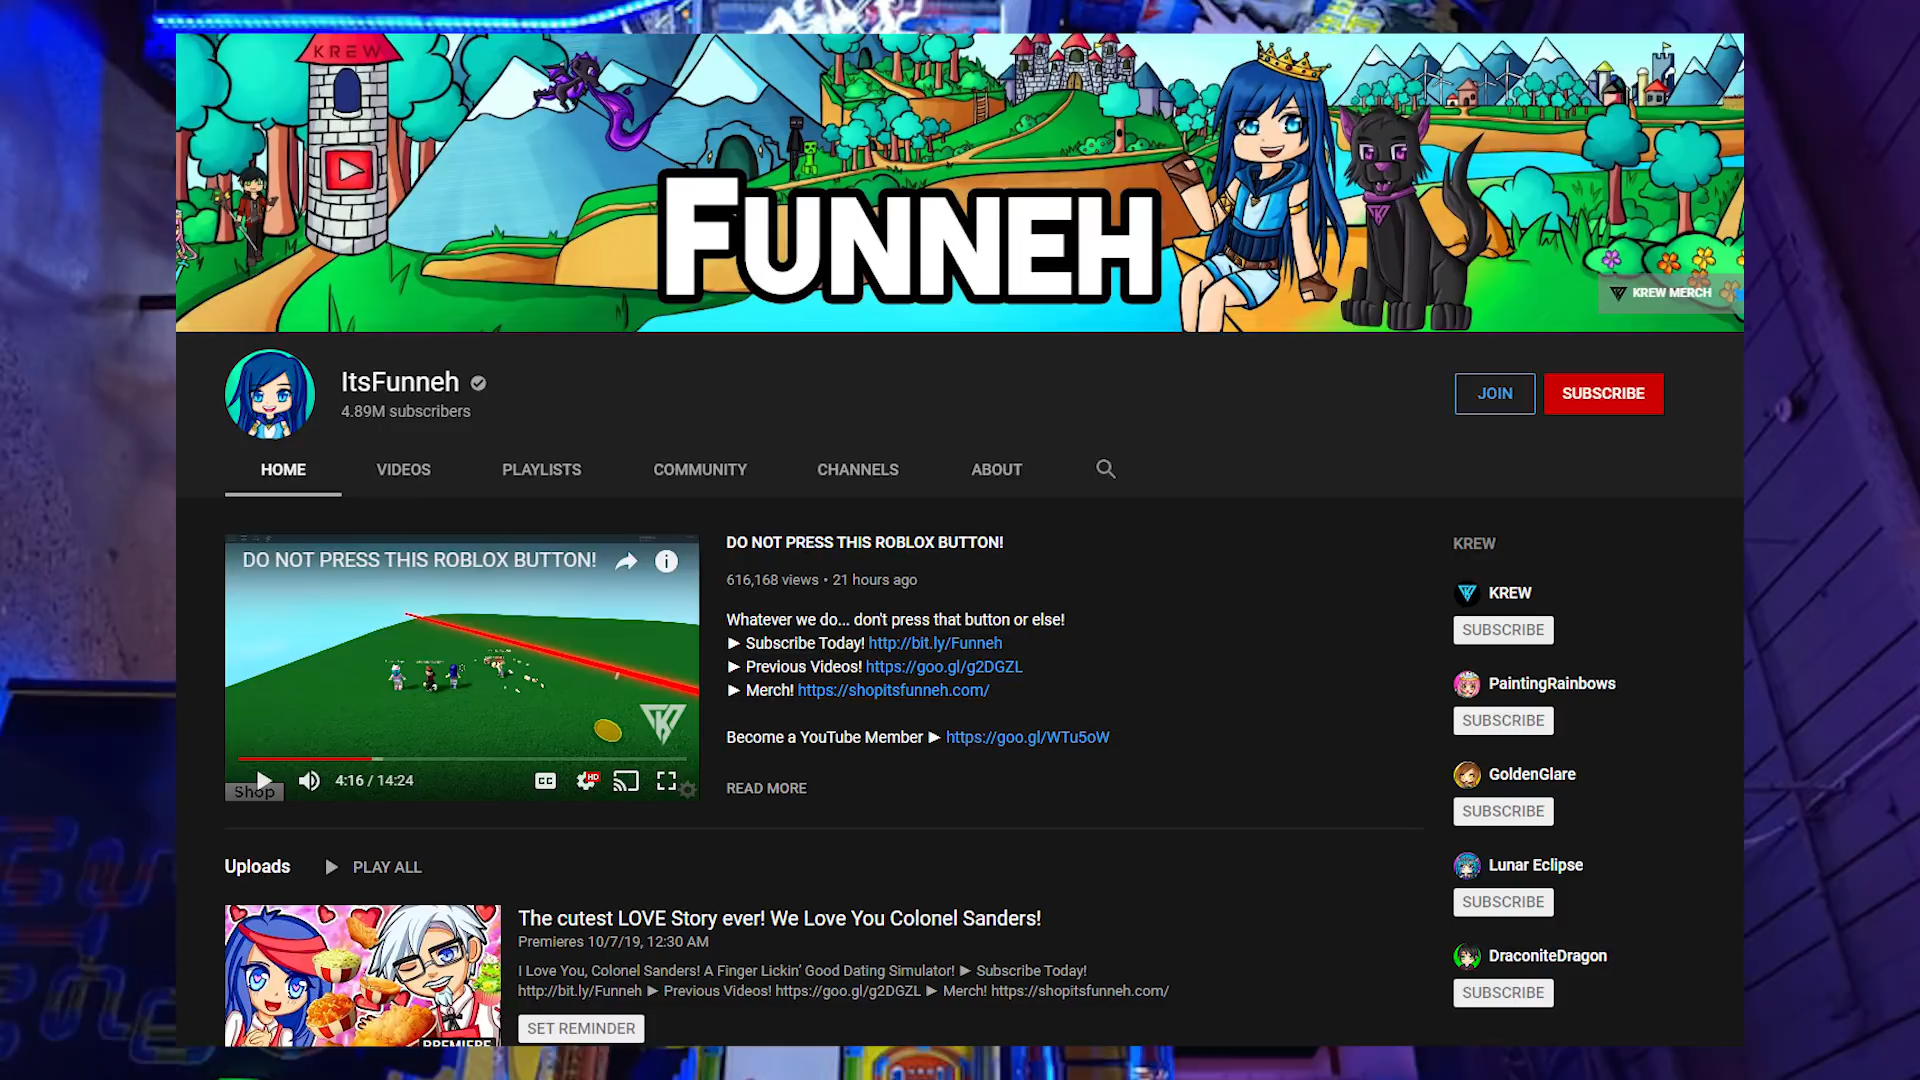 KREW
FUNNEH
KREW MERCH
ItsFunneh
4.89M subscribers
JOIN
SUBSCRIBE
HOME
VIDEOS
PLAYLISTS
COMMUNITY
CHANNELS
ABOUT
DO NOT PRESS THIS ROBLOX BUTTON!
4:16 / 14:24
CC
HD
Shop
DO NOT PRESS THIS ROBLOX BUTTON!
616,168 views • 21 hours ago
Whatever we do... don't press that button or else!
► Subscribe Today! http://bit.ly/Funneh
► Previous Videos! https://goo.gl/g2DGZL
► Merch! https://shopitsfunneh.com/
Become a YouTube Member ► https://goo.gl/WTu5oW
READ MORE
KREW
KREW
SUBSCRIBE
PaintingRainbows
SUBSCRIBE
GoldenGlare
SUBSCRIBE
Lunar Eclipse
SUBSCRIBE
DraconiteDragon
SUBSCRIBE
Uploads
PLAY ALL
The cutest LOVE Story ever! We Love You Colonel Sanders!
Premieres 10/7/19, 12:30 AM
I Love You, Colonel Sanders! A Finger Lickin' Good Dating Simulator! ► Subscribe Today!
http://bit.ly/Funneh ► Previous Videos! https://goo.gl/g2DGZL ► Merch! https://shopitsfunneh.com/
SET REMINDER
PREMIERE